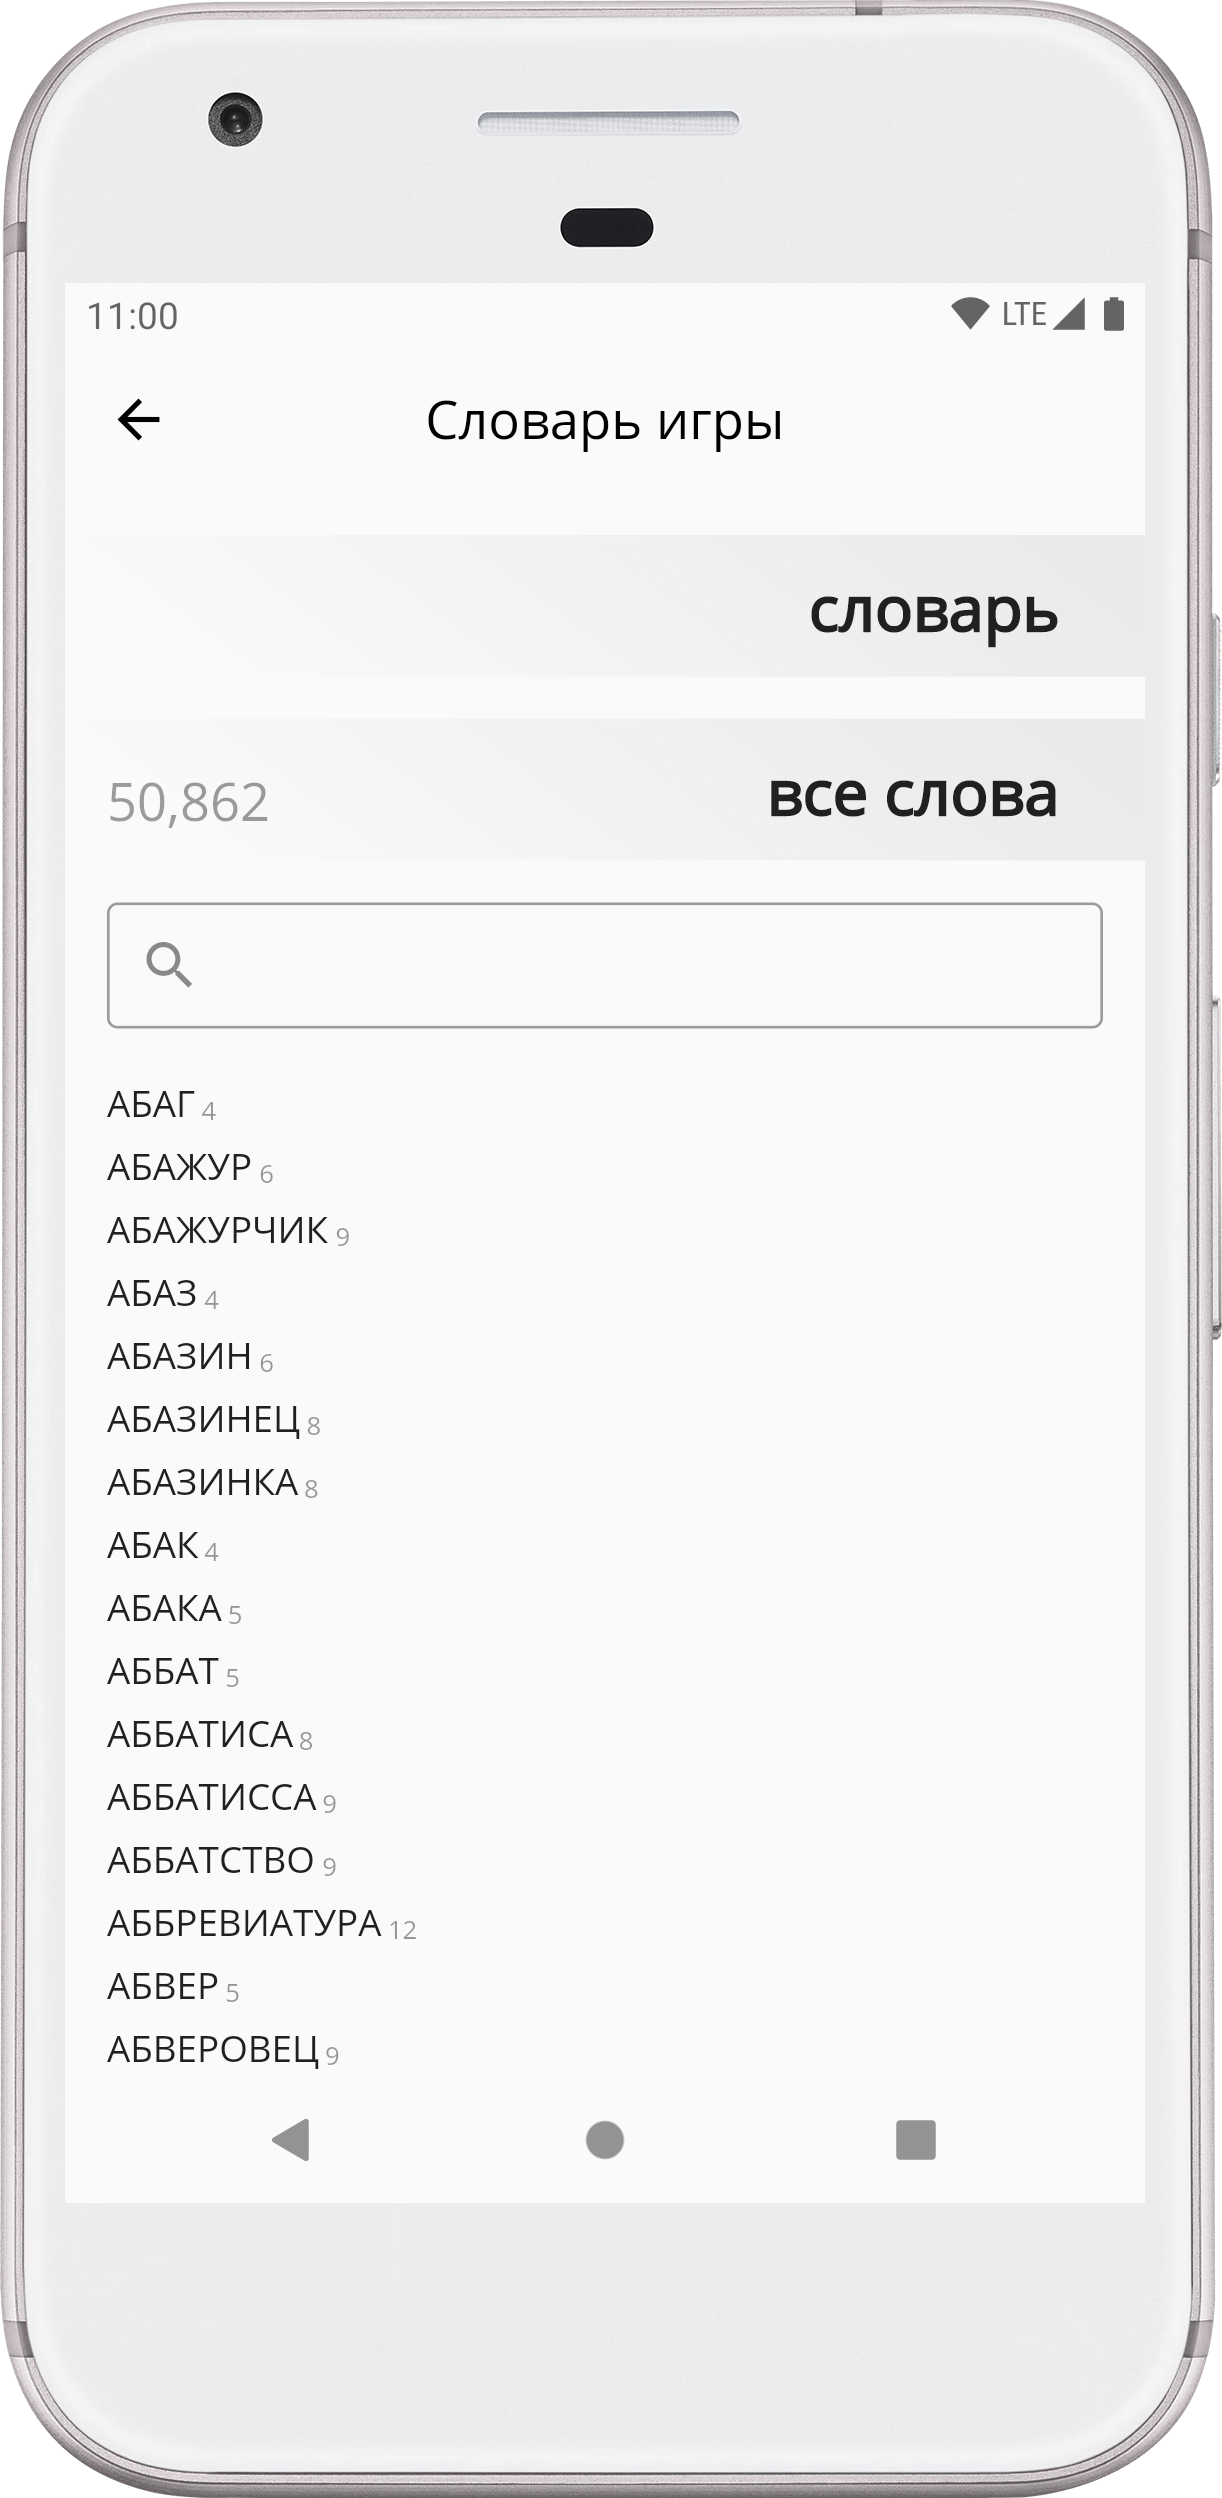 11:00 LTE
Словарь игры
словарь
50,862 все слова
АБАГ 4
АБАЖУР 6
АБАЖУРЧИК 9
АБАЗ 4
АБАЗИН 6
АБАЗИНЕЦ 8
АБАЗИНКА 8
АБАК 4
АБАКА 5
АББАТ 5
АББАТИСА 8
АББАТИССА 9
АББАТСТВО 9
АББРЕВИАТУРА 12
АБВЕР 5
АБВЕРОВЕЦ 9